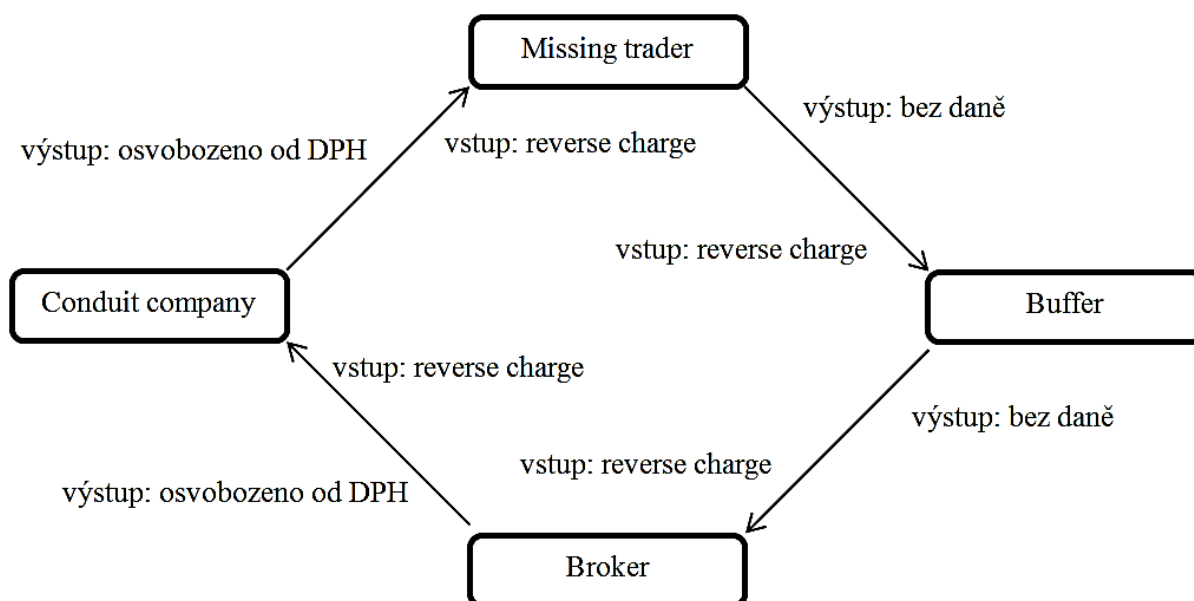 Missing trader
výstup: bez daně
výstup: osvobozeno od DPH
vstup: reverse charge
vstup: reverse charge
Conduit company
Buffer
vstup: reverse charge
výstup: bez daně
vstup: reverse charge
výstup: osvobozeno od DPH
Broker